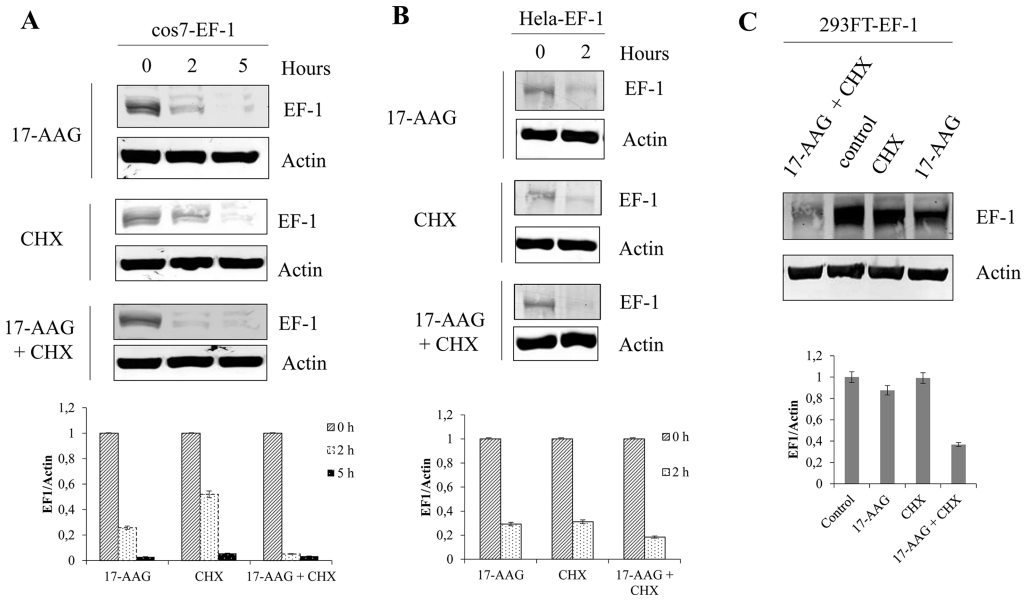 A
cos7-EF-1
0 2 5 Hours
17-AAG
EF-1
Actin
CHX
EF-1
Actin
17-AAG
+ CHX
EF-1
Actin
1,2
1
0,8
0,6
0,4
0,2
0
EF1/Actin
0 h
2 h
5 h
17-AAG CHX 17-AAG + CHX
B
Hela-EF-1
0 2 Hours
17-AAG
EF-1
Actin
CHX
EF-1
Actin
17-AAG
+ CHX
EF-1
Actin
1,2
1
0,8
0,6
0,4
0,2
0
EF1/Actin
0 h
2 h
17-AAG CHX 17-AAG +
CHX
C
293FT-EF-1
17-AAG + CHX
control
CHX
17-AAG
EF-1
Actin
1,2
1
0,8
0,6
0,4
0,2
0
EF1/Actin
Control
17-AAG
CHX
17-AAG + CHX